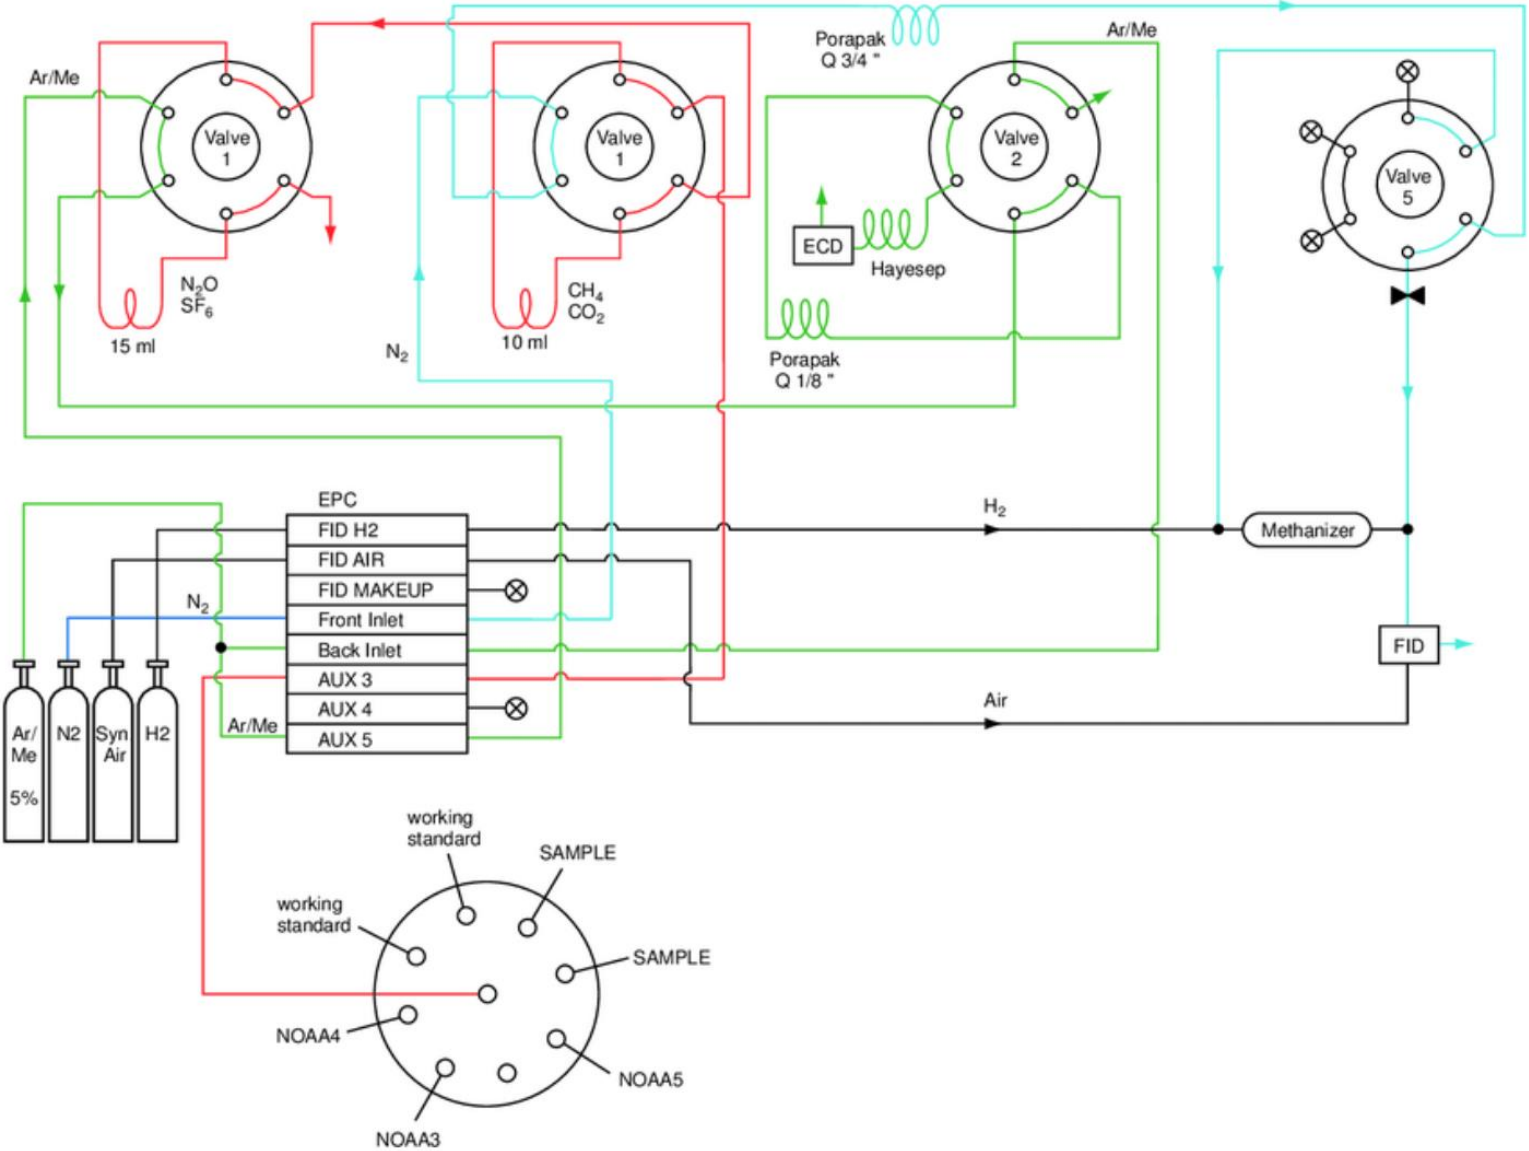 Porapak
Q 3/4 "
Ar/Me
Ar/Me
Valve
1
Valve
1
Valve
2
Valve
5
ECD
Hayesep
N₂O
SF₆
15 ml
CH₄
CO₂
10 ml
N₂
Porapak
Q 1/8 "
EPC
H₂
FID H2
FID AIR
FID MAKEUP
Front Inlet
Back Inlet
AUX 3
AUX 4
AUX 5
Methanizer
N₂
FID
Air
Ar/Me
Ar/
Me
5%
N2
Syn
Air
H2
working
standard
SAMPLE
working
standard
SAMPLE
NOAA4
NOAA5
NOAA3